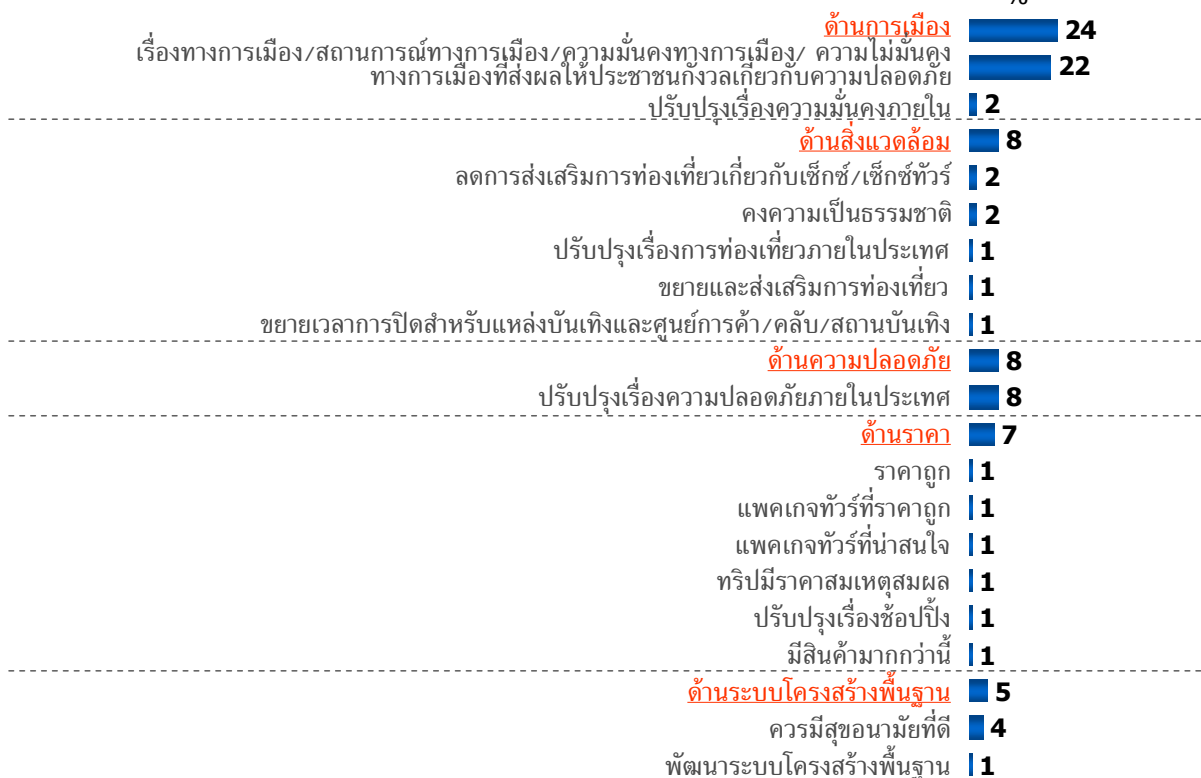 %
ด้านการเมือง 24
เรื่องทางการเมือง/สถานการณ์ทางการเมือง/ความมั่นคงทางการเมือง/ ความไม่มั่นคง
ทางการเมืองที่ส่งผลให้ประชาชนกังวลเกี่ยวกับความปลอดภัย 22
ปรับปรุงเรื่องความมั่นคงภายใน 2
ด้านสิ่งแวดล้อม 8
ลดการส่งเสริมการท่องเที่ยวเกี่ยวกับเซ็กซ์/เซ็กซ์ทัวร์ 2
คงความเป็นธรรมชาติ 2
ปรับปรุงเรื่องการท่องเที่ยวภายในประเทศ 1
ขยายและส่งเสริมการท่องเที่ยว 1
ขยายเวลาการปิดสำหรับแหล่งบันเทิงและศูนย์การค้า/คลับ/สถานบันเทิง 1
ด้านความปลอดภัย 8
ปรับปรุงเรื่องความปลอดภัยภายในประเทศ 8
ด้านราคา 7
ราคาถูก 1
แพคเกจทัวร์ที่ราคาถูก 1
แพคเกจทัวร์ที่น่าสนใจ 1
ทริปมีราคาสมเหตุสมผล 1
ปรับปรุงเรื่องช้อปปิ้ง 1
มีสินค้ามากกว่านี้ 1
ด้านระบบโครงสร้างพื้นฐาน 5
ควรมีสุขอนามัยที่ดี 4
พัฒนาระบบโครงสร้างพื้นฐาน 1